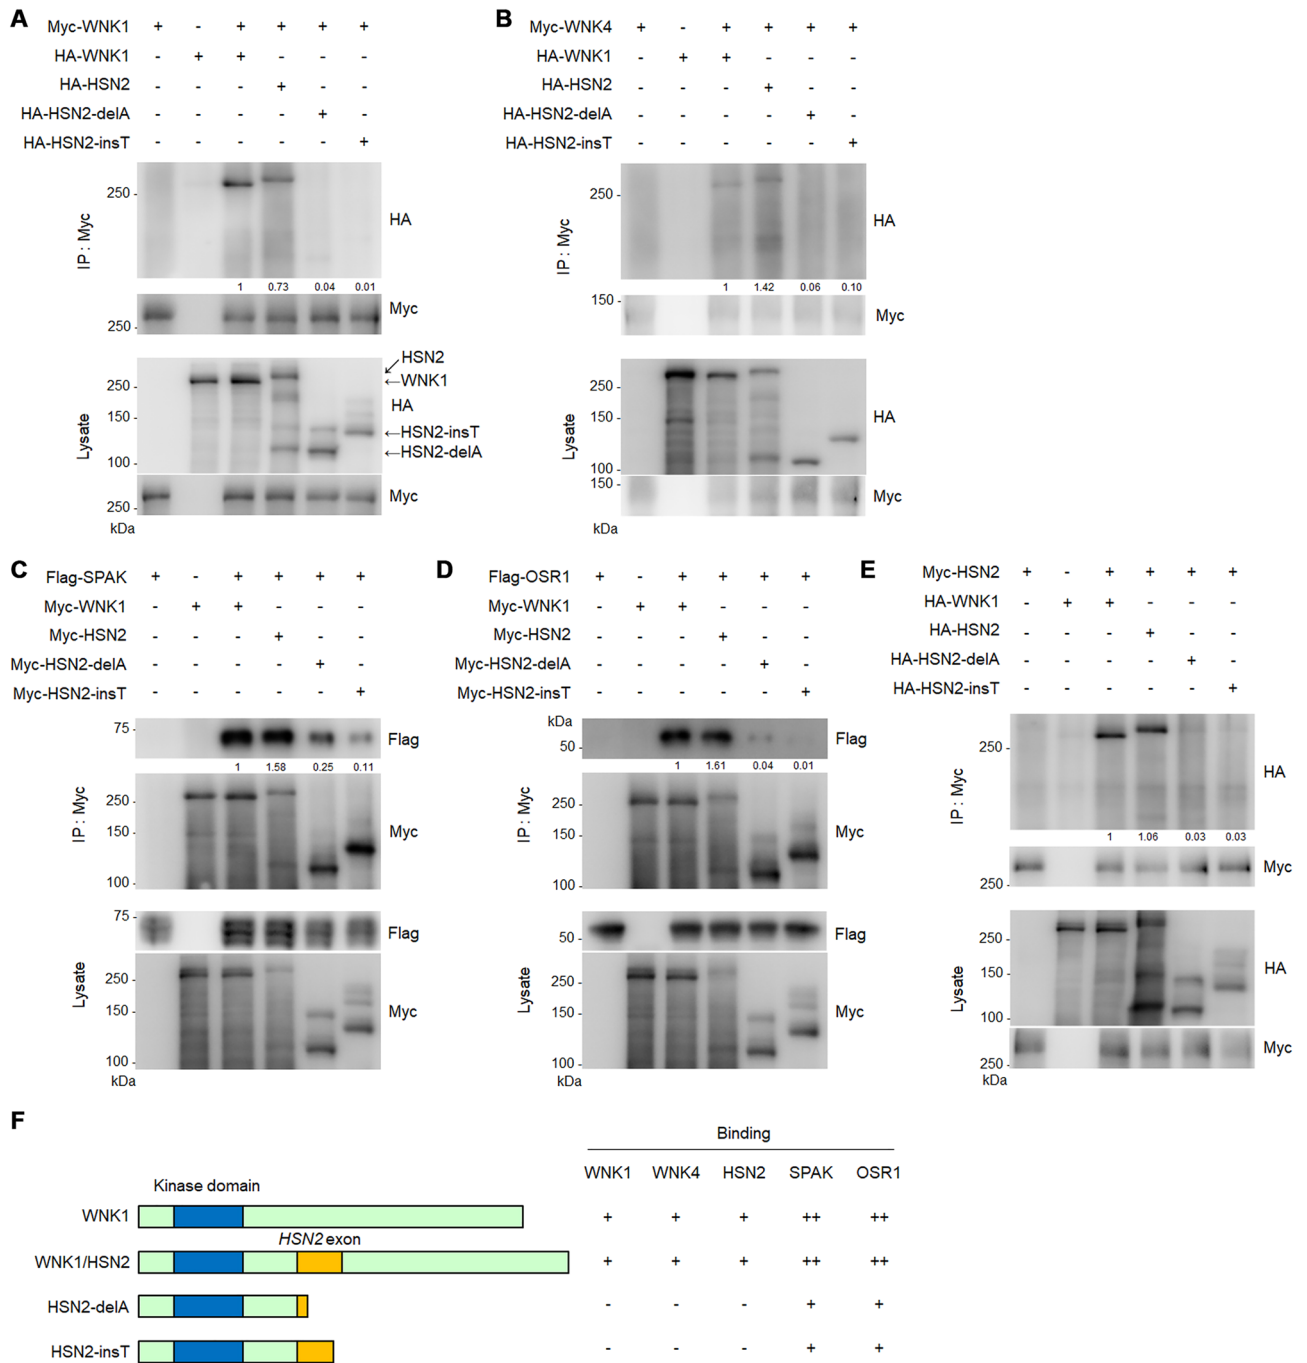 A
Myc-WNK1 + - + + + +
HA-WNK1 - + + - - -
HA-HSN2 - - - + - -
HA-HSN2-delA - - - - + -
HA-HSN2-insT - - - - - +
250
IP : Myc
HA
1 0.73 0.04 0.01
Myc
250
HSN2
250 ←WNK1
HA
150
←HSN2-insT
Lysate
←HSN2-delA
100
Myc
250
kDa
B
Myc-WNK4 + - + + + +
HA-WNK1 - + + - - -
HA-HSN2 - - - + - -
HA-HSN2-delA - - - - + -
HA-HSN2-insT - - - - - +
250
IP : Myc
HA
1 1.42 0.06 0.10
150
Myc
250
150
HA
Lysate
100
150
Myc
250
kDa
C
Flag-SPAK + - + + + +
Myc-WNK1 - + + - - -
Myc-HSN2 - - - + - -
Myc-HSN2-delA - - - - + -
Myc-HSN2-insT - - - - - +
75
Flag
1 1.58 0.25 0.11
250
IP : Myc
150
Myc
100
75
Flag
250
Lysate
150
Myc
100
kDa
D
Flag-OSR1 + - + + + +
Myc-WNK1 - + + - - -
Myc-HSN2 - - - + - -
Myc-HSN2-delA - - - - + -
Myc-HSN2-insT - - - - - +
kDa
50
Flag
1 1.61 0.04 0.01
250
IP : Myc
150
Myc
100
50
Flag
250
Lysate
150
Myc
100
kDa
E
Myc-HSN2 + - + + + +
HA-WNK1 - + + - - -
HA-HSN2 - - - + - -
HA-HSN2-delA - - - - + -
HA-HSN2-insT - - - - - +
250
HA
IP : Myc
1 1.06 0.03 0.03
Myc
250
250
HA
150
Lysate
100
Myc
250
kDa
F
Binding
WNK1 WNK4 HSN2 SPAK OSR1
Kinase domain
WNK1 + + + ++ ++
HSN2 exon
WNK1/HSN2 + + + ++ ++
HSN2-delA - - - + +
HSN2-insT - - - + +